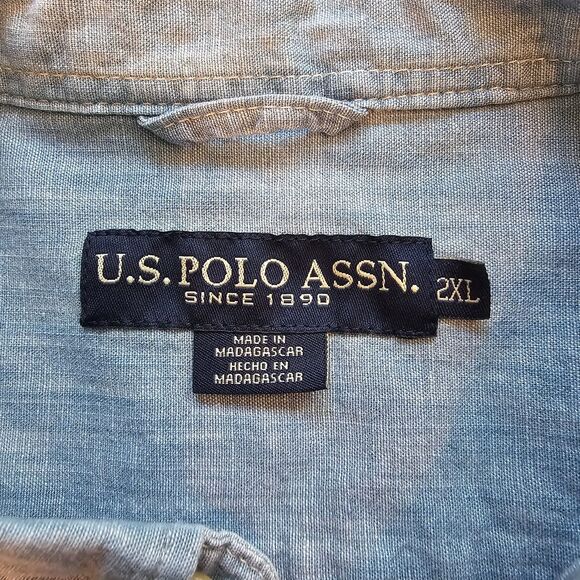 U.S. POLO ASSN.
SINCE 1890
2XL
MADE IN
MADAGASCAR
HECHO EN
MADAGASCAR